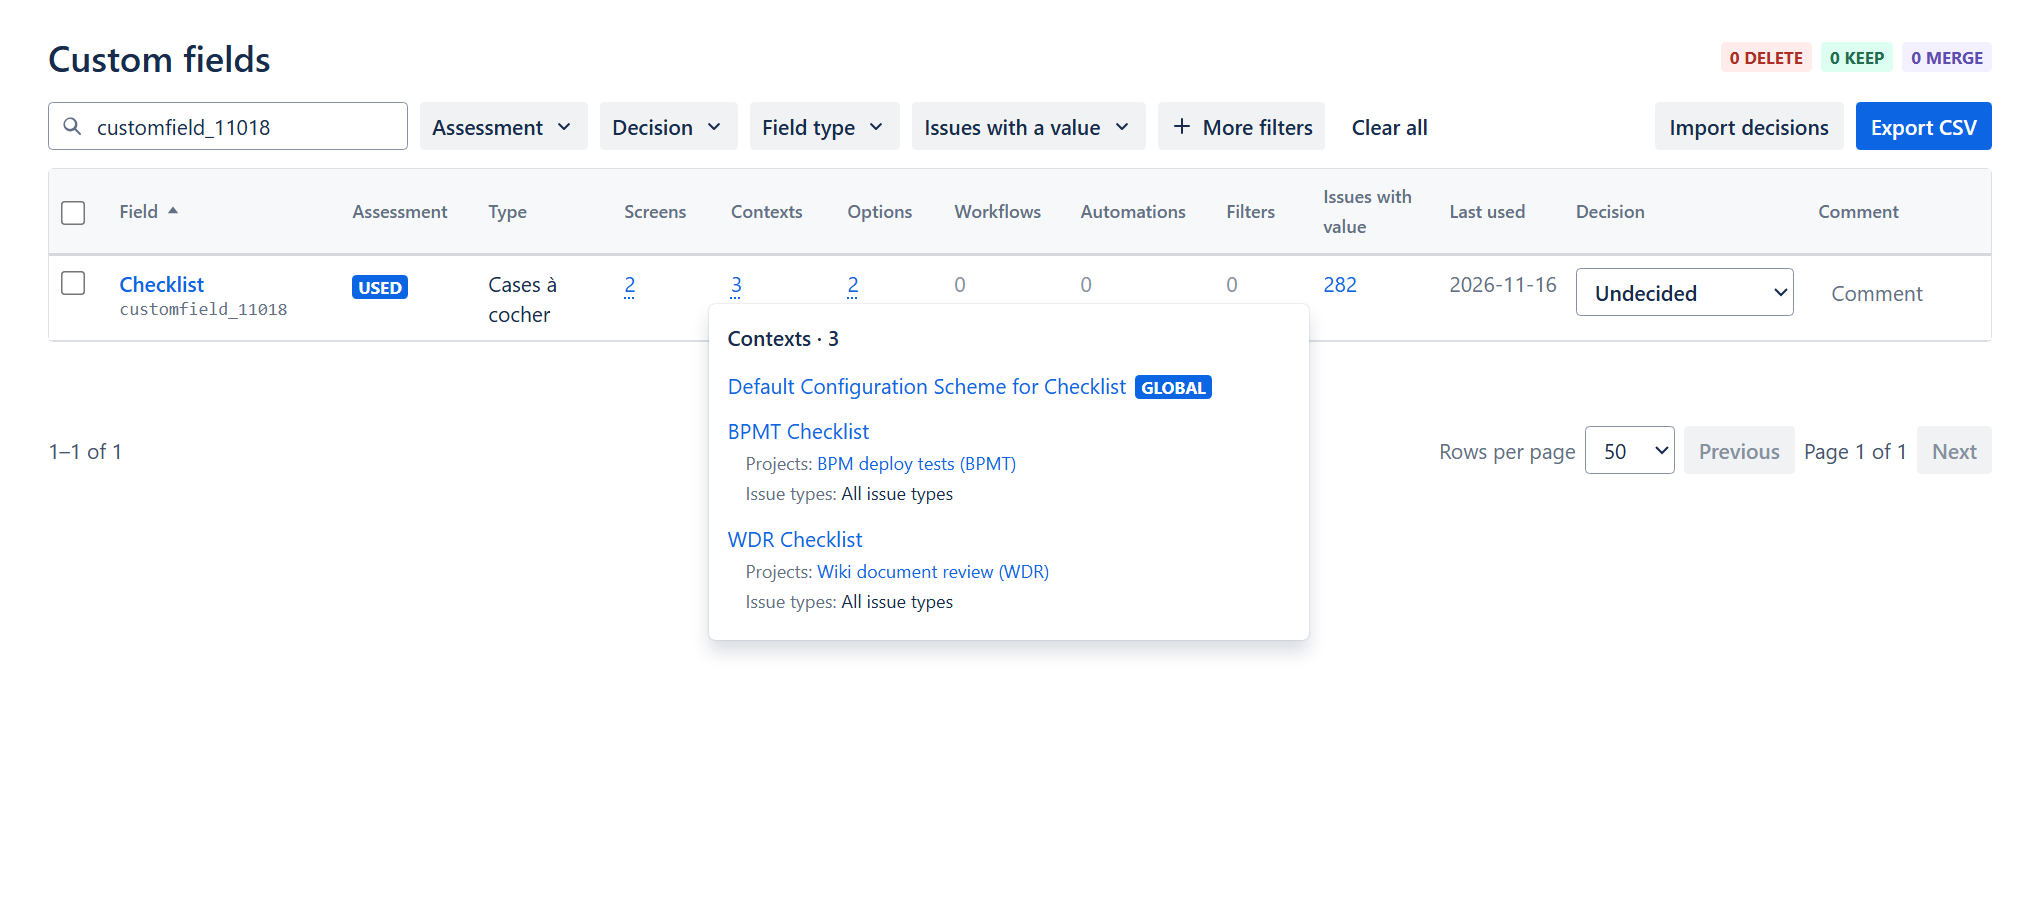 Custom fields
0 DELETE
0 KEEP
0 MERGE
customfield_11018
Assessment
Decision
Field type
Issues with a value
+ More filters
Clear all
Import decisions
Export CSV
Field
Assessment
Type
Screens
Contexts
Options
Workflows
Automations
Filters
Issues with
value
Last used
Decision
Comment
Checklist
customfield_11018
USED
Cases à
cocher
2
3
2
0
0
0
282
2026-11-16
Undecided
Comment
Contexts · 3
Default Configuration Scheme for Checklist GLOBAL
BPMT Checklist
Projects: BPM deploy tests (BPMT)
Issue types: All issue types
WDR Checklist
Projects: Wiki document review (WDR)
Issue types: All issue types
1–1 of 1
Rows per page
50
Previous
Page 1 of 1
Next